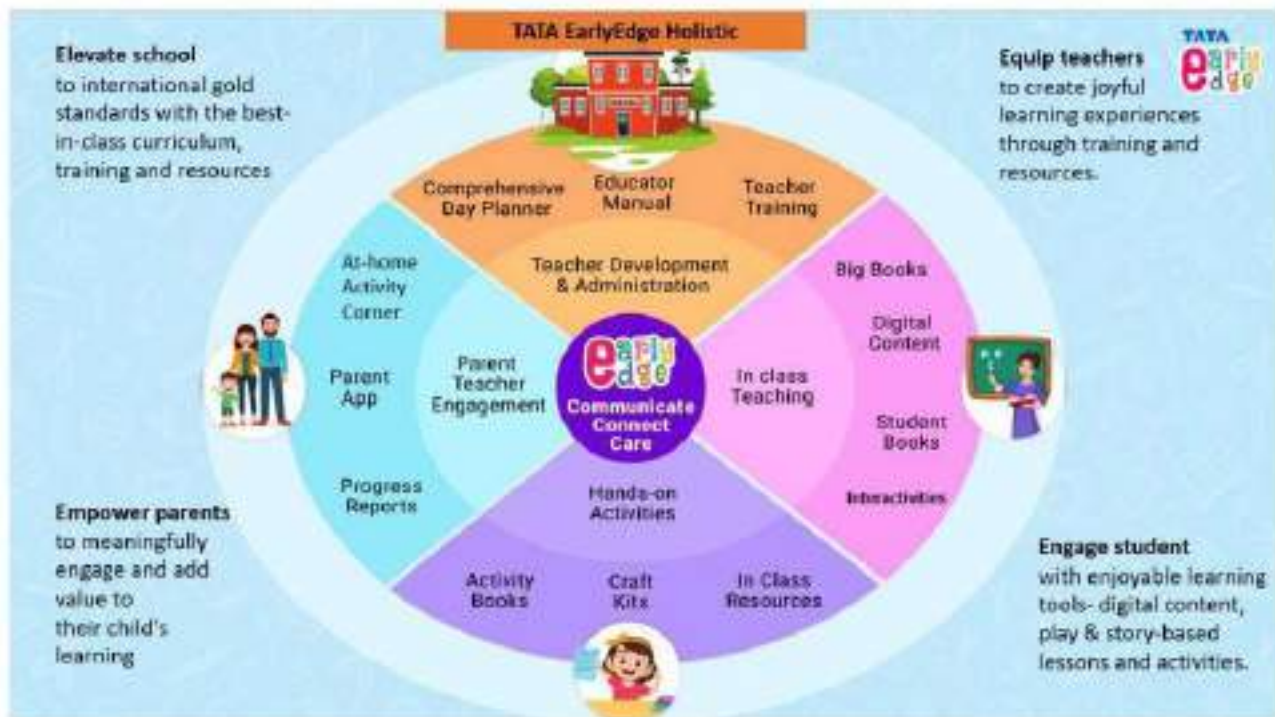 TATA EarlyEdge Holistic
Elevate school
to international gold
standards with the best-
in-class curriculum,
training and resources
Equip teachers
to create joyful
learning experiences
through training and
resources.
TATA
early
edge
Comprehensive
Day Planner
Educator
Manual
Teacher
Training
Teacher Development
& Administration
At-home
Activity
Corner
Parent
App
Progress
Reports
Parent
Teacher
Engagement
early
edge
Communicate
Connect
Care
In class
Teaching
Big Books
Digital
Content
Student
Books
Interactivities
Hands-on
Activities
Activity
Books
Craft
Kits
In Class
Resources
Empower parents
to meaningfully
engage and add
value to
their child's
learning
Engage student
with enjoyable learning
tools- digital content,
play & story-based
lessons and activities.